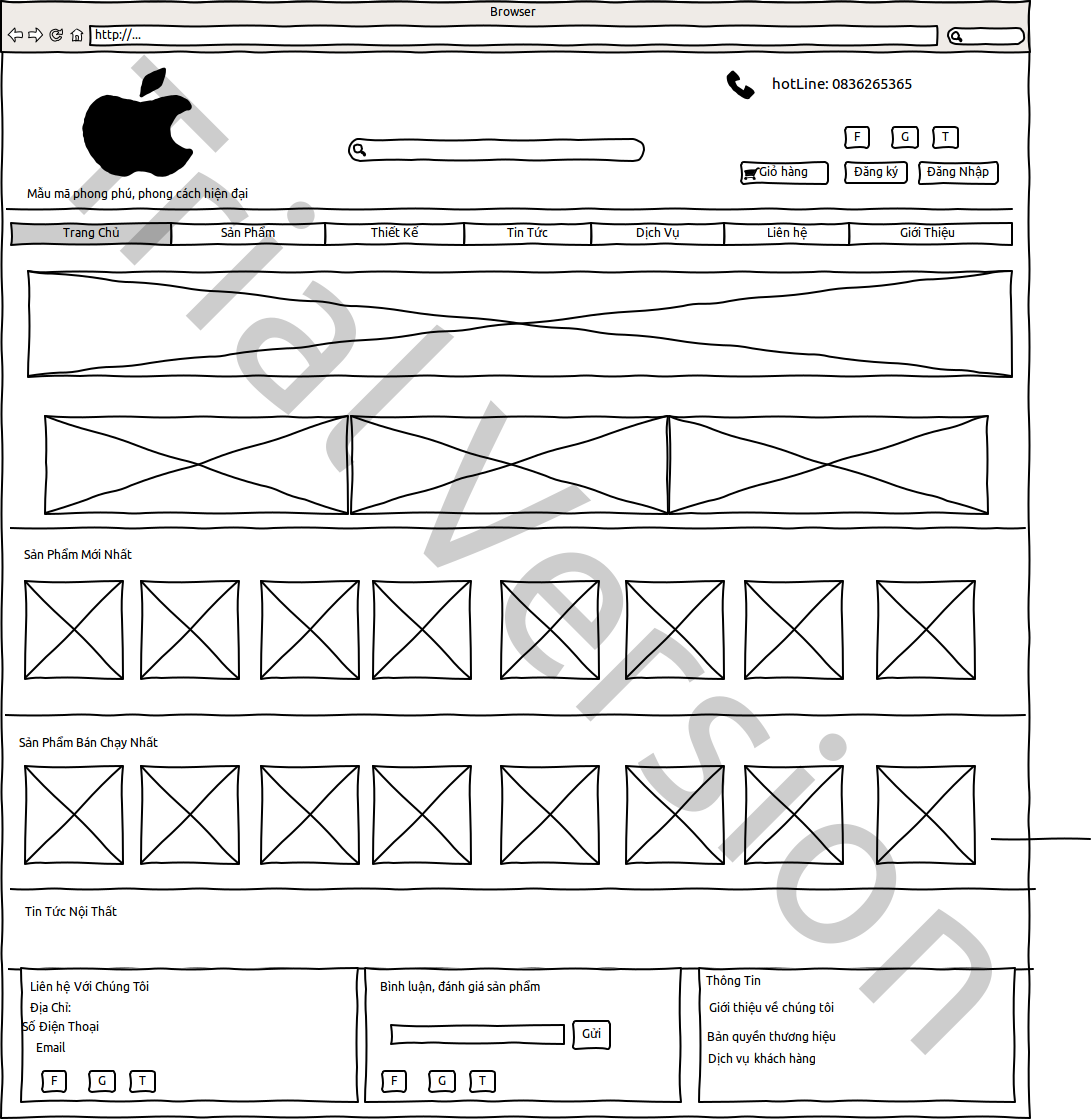 Browser
http://...
hotLine: 0836265365
F G T
Giỏ hàng Đăng ký Đăng Nhập
Mẫu mã phong phú, phong cách hiện đại
Trang Chủ Sản Phẩm Thiết Kế Tin Tức Dịch Vụ Liên hệ Giới Thiệu
Sản Phẩm Mới Nhất
Sản Phẩm Bán Chạy Nhất
Tin Tức Nội Thất
Liên hệ Với Chúng Tôi
Địa Chỉ:
Số Điện Thoại
Email
F G T
Bình luận, đánh giá sản phẩm
Gửi
F G T
Thông Tin
Giới thiệu về chúng tôi
Bản quyền thương hiệu
Dịch vụ khách hàng
Trial Version